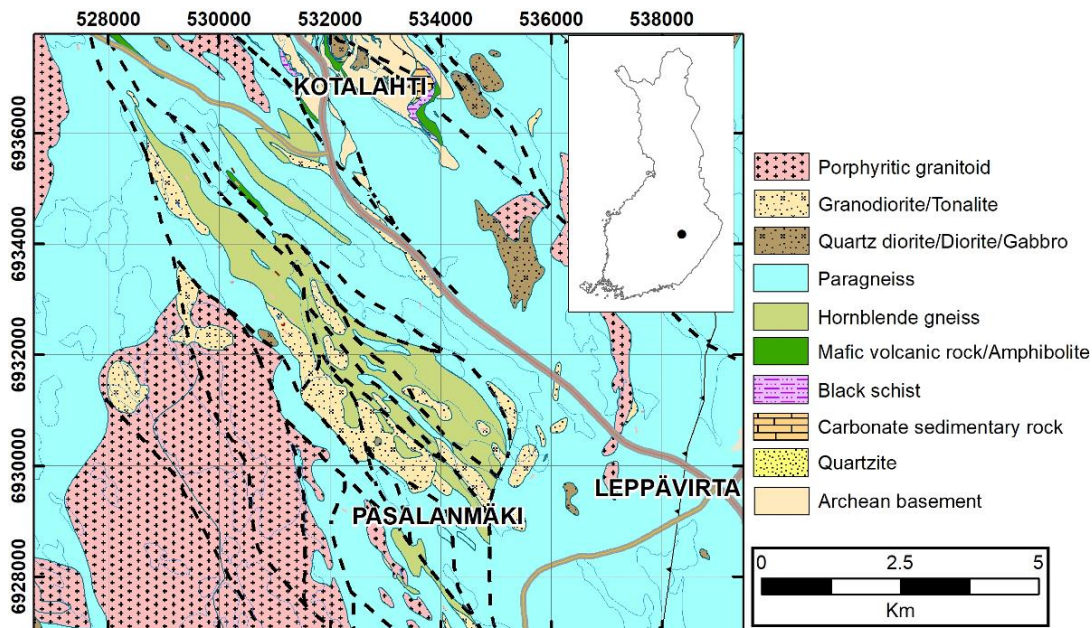 528000 530000 532000 534000 536000 538000
6936000
6934000
6932000
6930000
6928000
KOTALAHTI
LEPPÄVIRTA
PASALANMÄKI
Porphyritic granitoid
Granodiorite/Tonalite
Quartz diorite/Diorite/Gabbro
Paragneiss
Hornblende gneiss
Mafic volcanic rock/Amphibolite
Black schist
Carbonate sedimentary rock
Quartzite
Archean basement
0 2.5 5
Km